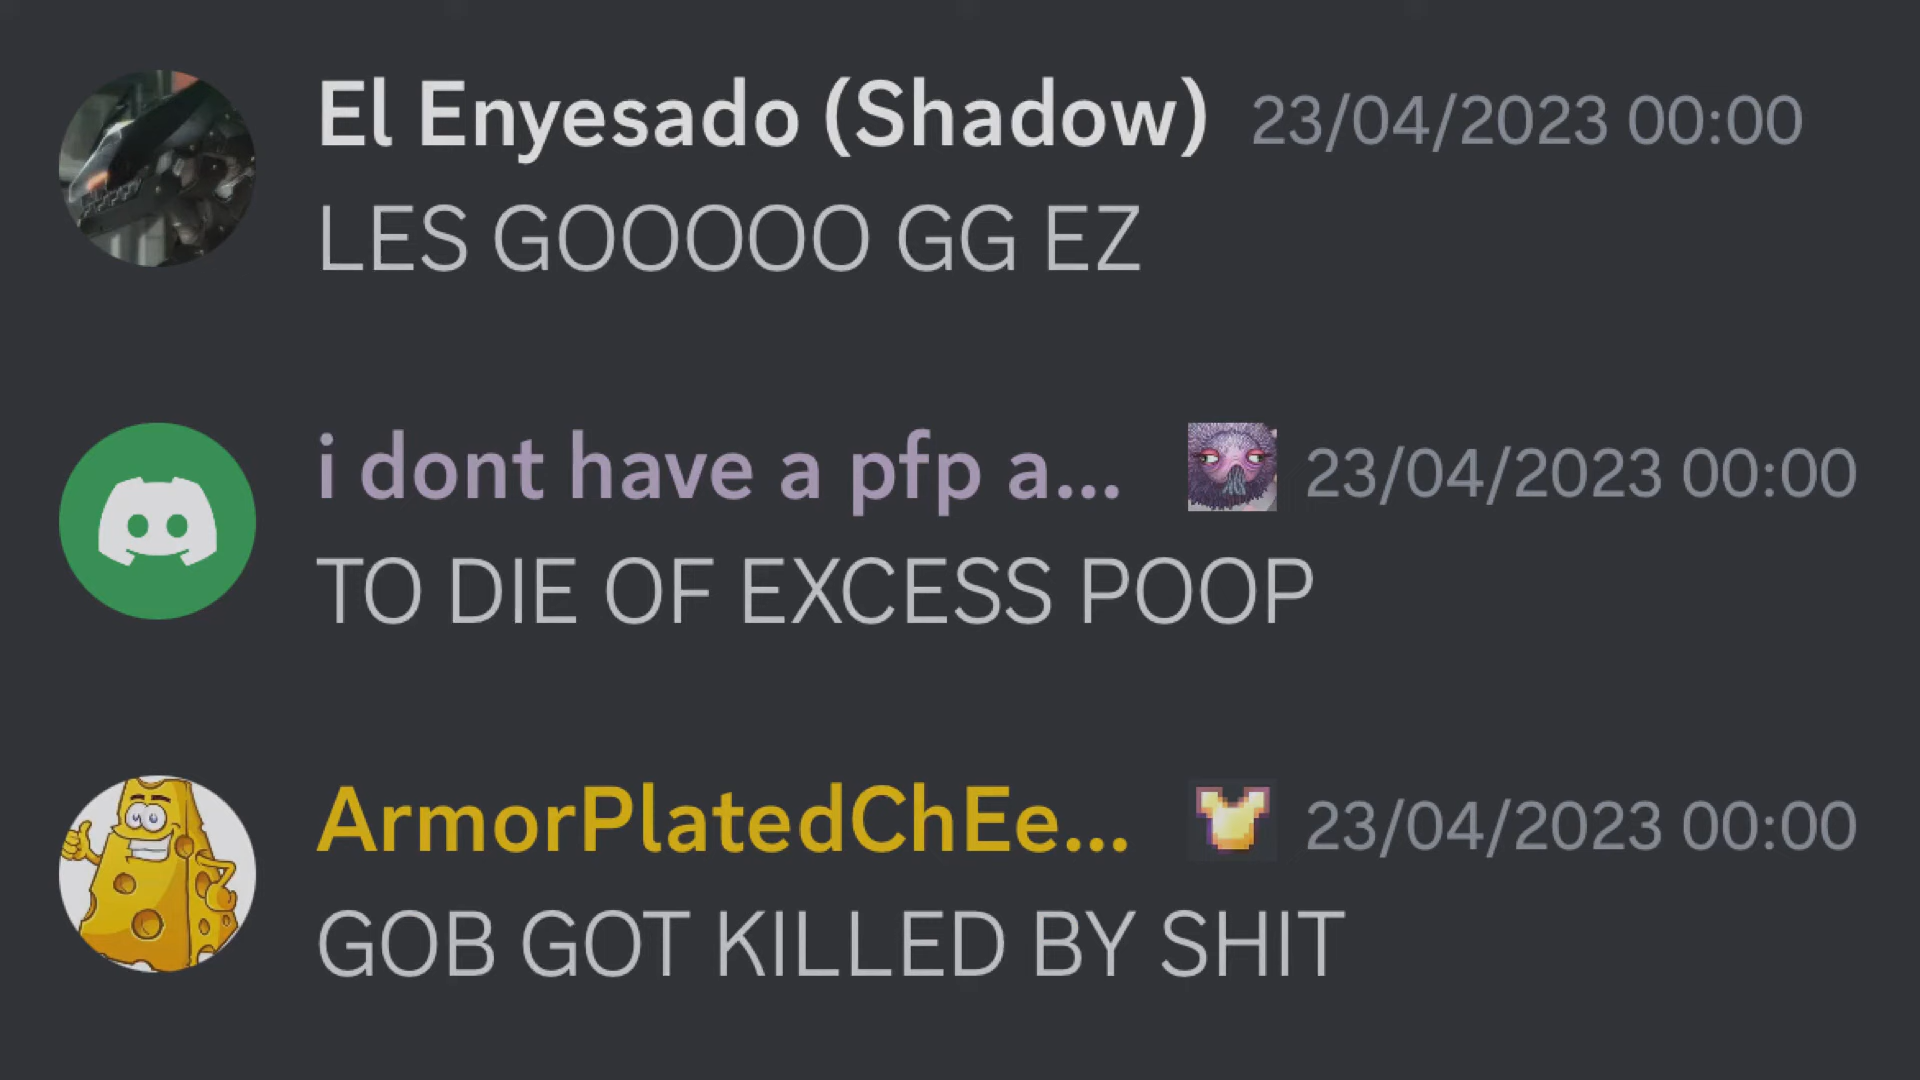 El Enyesado (Shadow) 23/04/2023 00:00
LES GOOOOO GG EZ
i dont have a pfp a... 23/04/2023 00:00
TO DIE OF EXCESS POOP
ArmorPlatedChEe... 23/04/2023 00:00
GOB GOT KILLED BY SHIT